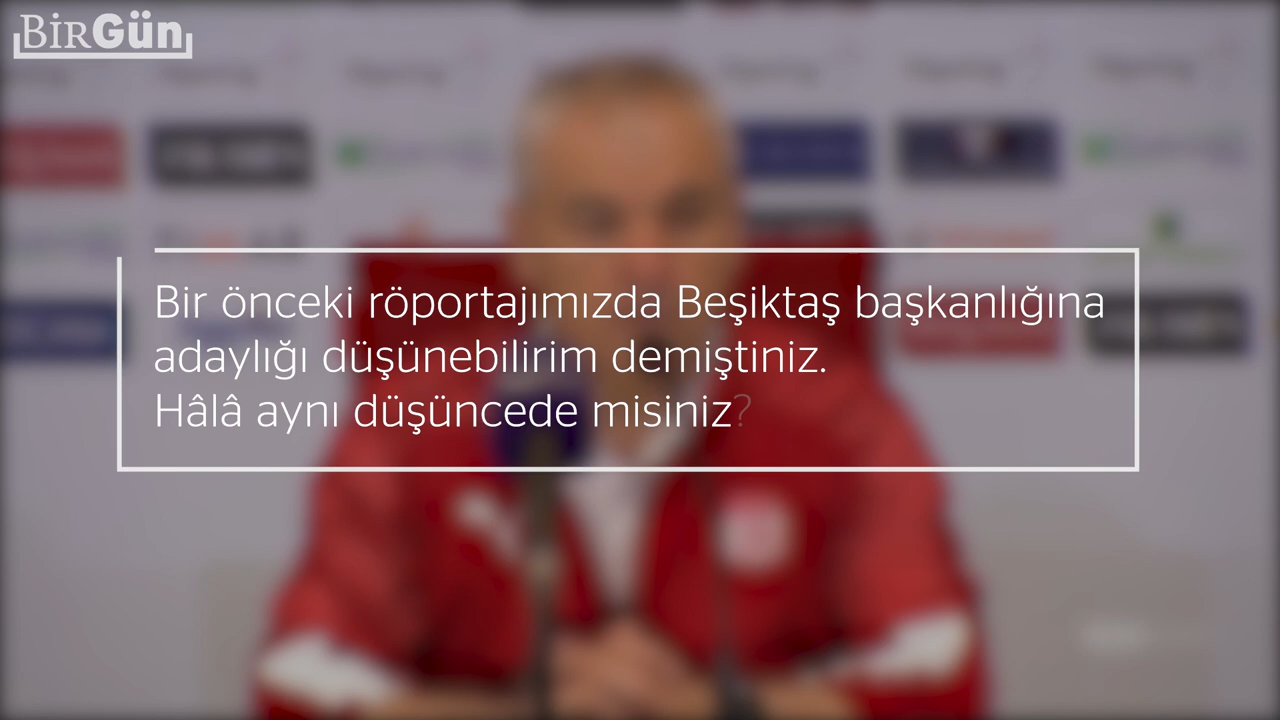 BirGün
Bir önceki röportajımızda Beşiktaş başkanlığına
adaylığı düşünebilirim demiştiniz.
Hâlâ aynı düşüncede misiniz?